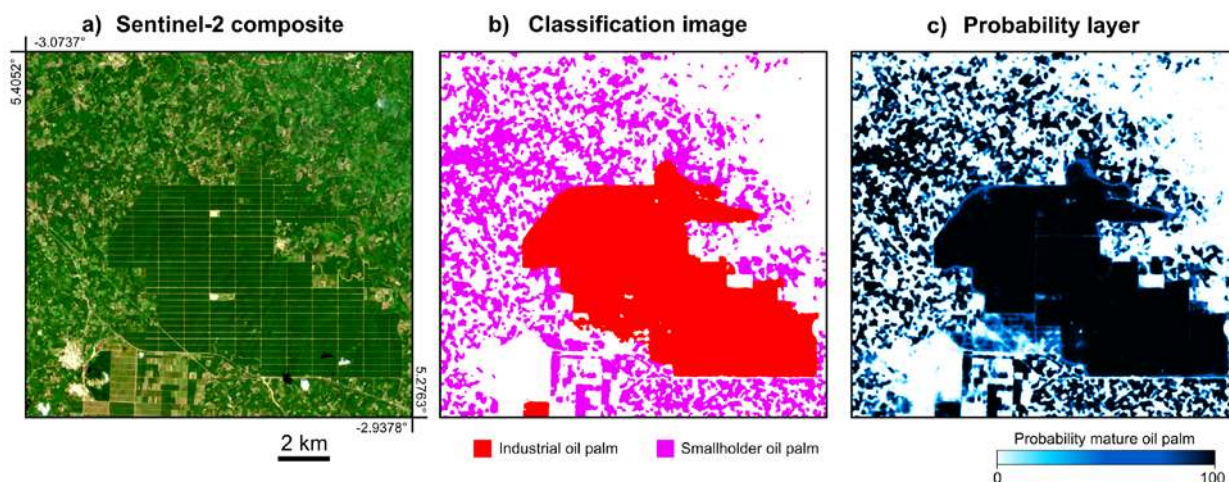 a) Sentinel-2 composite
b) Classification image
c) Probability layer
-3.0737°
5.4052°
5.2763°
-2.9378°
2 km
Industrial oil palm
Smallholder oil palm
Probability mature oil palm
0
100